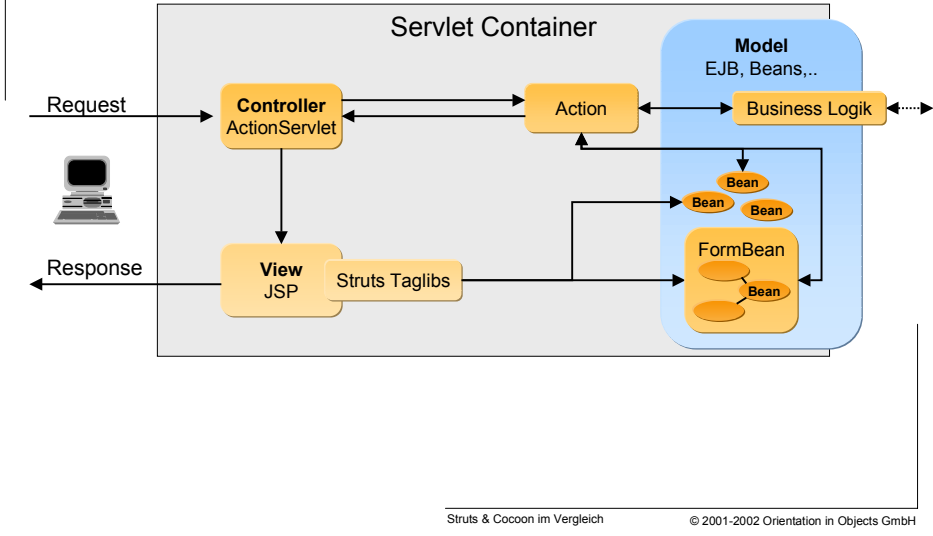 Servlet Container
Model
EJB, Beans,..
Request
Controller
ActionServlet
Action
Business Logik
Bean
Bean
Bean
Response
View
JSP
Struts Taglibs
FormBean
Bean
Struts & Cocoon im Vergleich
© 2001-2002 Orientation in Objects GmbH